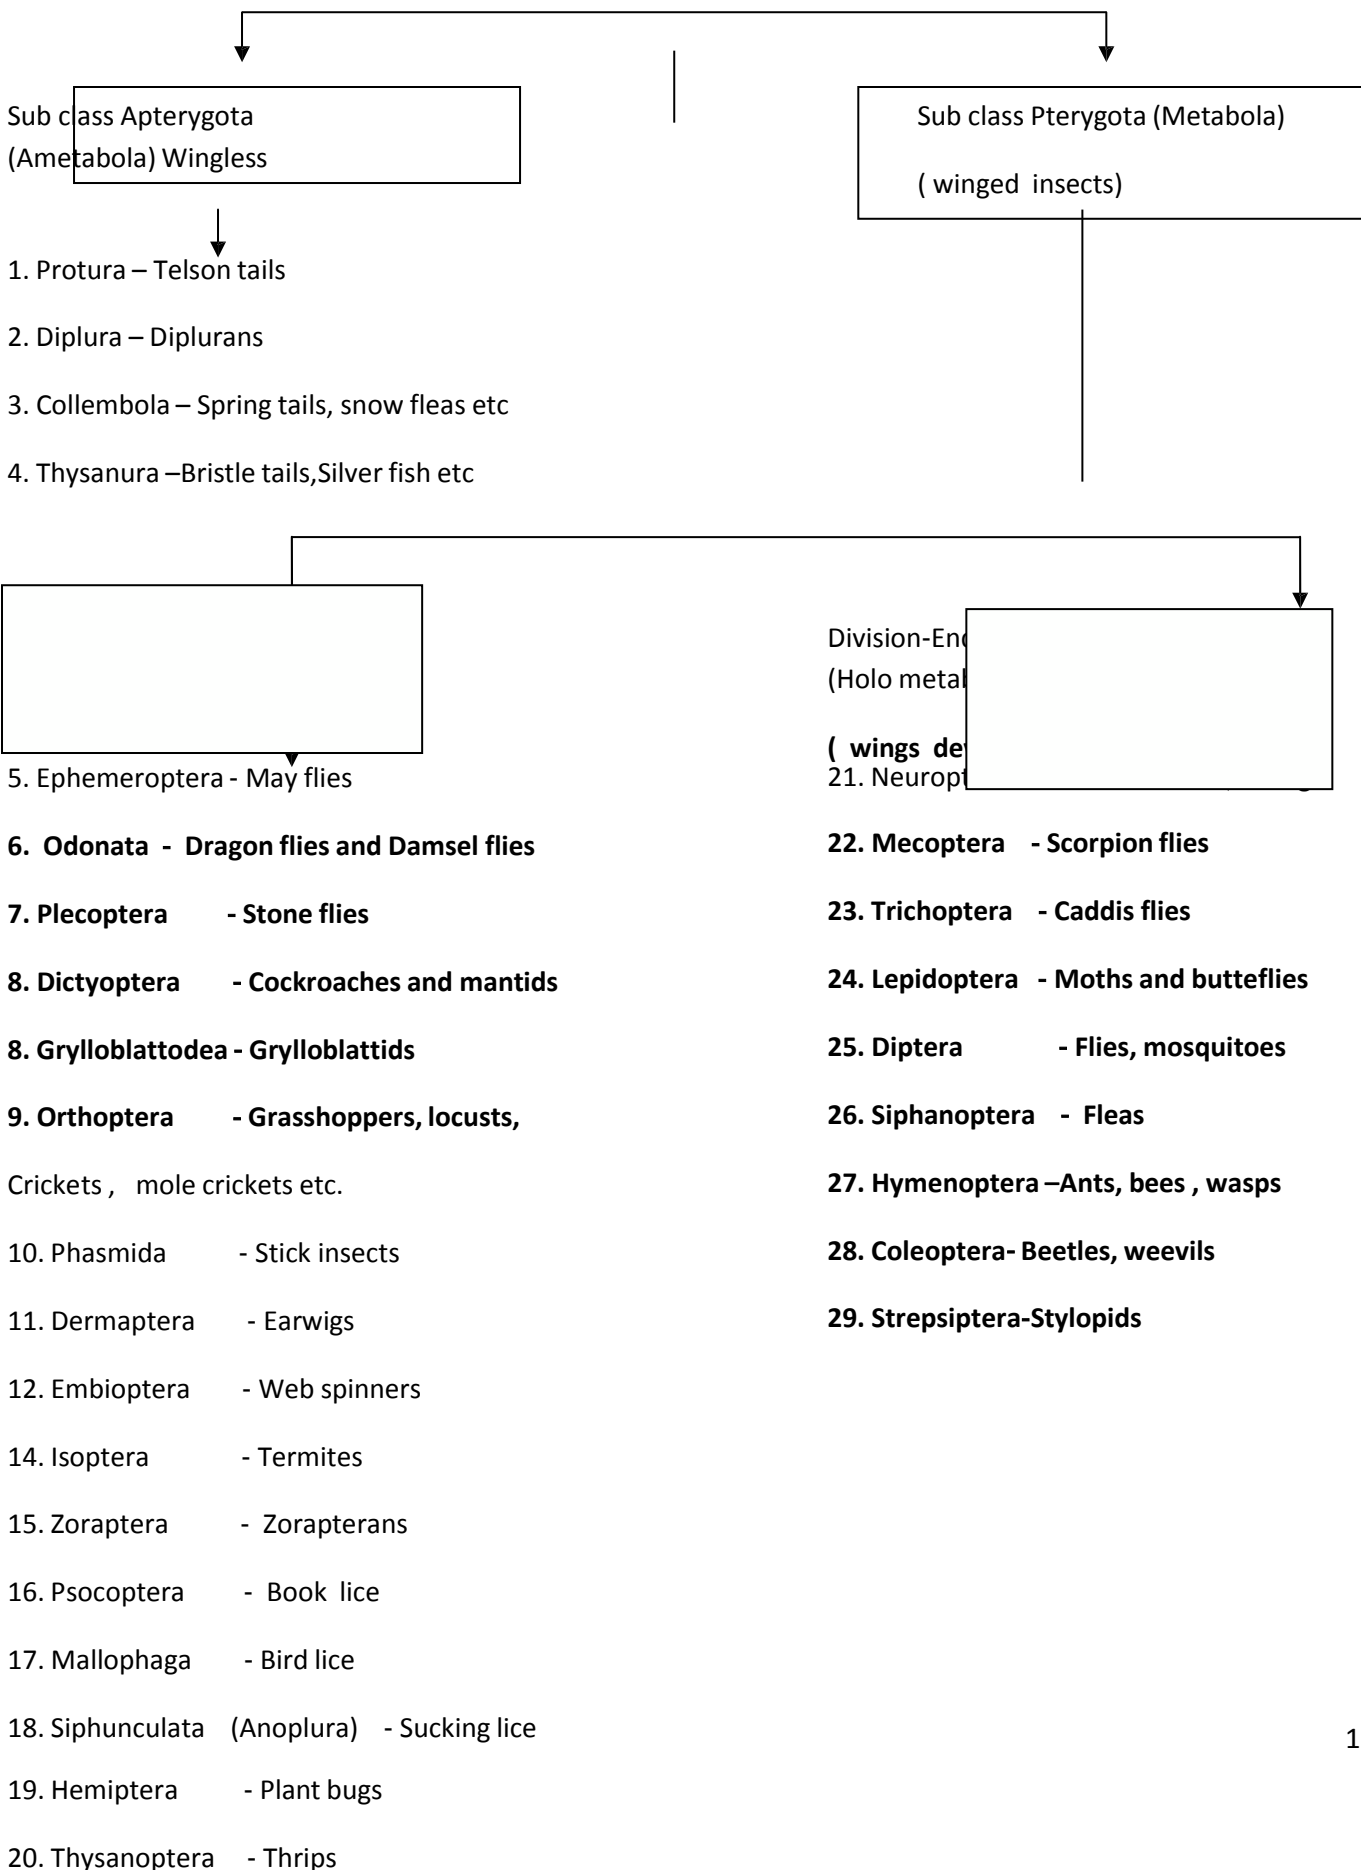 Sub class Apterygota
(Ametabola) Wingless
Sub class Pterygota (Metabola)
( winged insects)
1. Protura – Telson tails
2. Diplura – Diplurans
3. Collembola – Spring tails, snow fleas etc
4. Thysanura –Bristle tails,Silver fish etc
5. Ephemeroptera - May flies
6. Odonata - Dragon flies and Damsel flies
7. Plecoptera - Stone flies
8. Dictyoptera - Cockroaches and mantids
8. Grylloblattodea - Grylloblattids
9. Orthoptera - Grasshoppers, locusts,
Crickets , mole crickets etc.
10. Phasmida - Stick insects
11. Dermaptera - Earwigs
12. Embioptera - Web spinners
14. Isoptera - Termites
15. Zoraptera - Zorapterans
16. Psocoptera - Book lice
17. Mallophaga - Bird lice
18. Siphunculata (Anoplura) - Sucking lice
19. Hemiptera - Plant bugs
20. Thysanoptera - Thrips
(Holo
( wings
21.
22. Mecoptera - Scorpion flies
23. Trichoptera - Caddis flies
24. Lepidoptera - Moths and butteflies
25. Diptera - Flies, mosquitoes
26. Siphanoptera - Fleas
27. Hymenoptera –Ants, bees , wasps
28. Coleoptera- Beetles, weevils
29. Strepsiptera-Stylopids
1